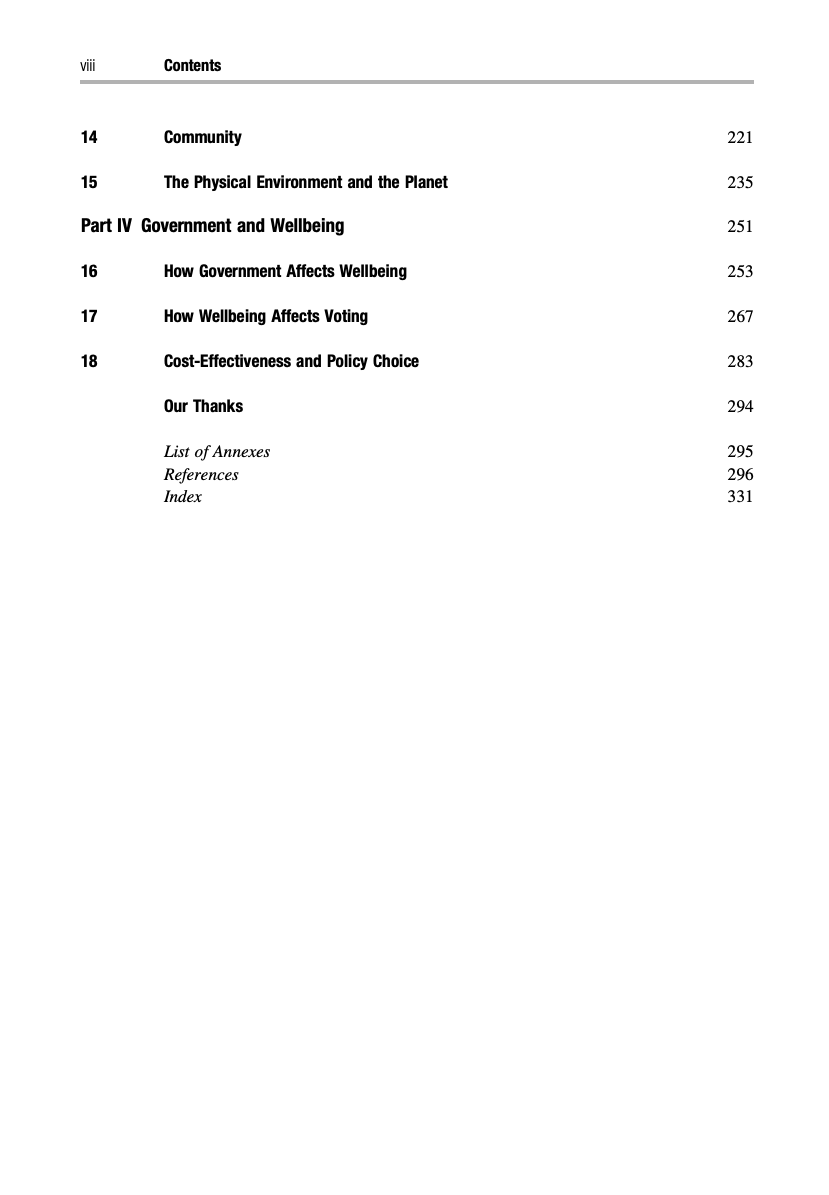 viii Contents
14 Community 221
15 The Physical Environment and the Planet 235
Part IV Government and Wellbeing 251
16 How Government Affects Wellbeing 253
17 How Wellbeing Affects Voting 267
18 Cost-Effectiveness and Policy Choice 283
Our Thanks 294
List of Annexes 295
References 296
Index 331